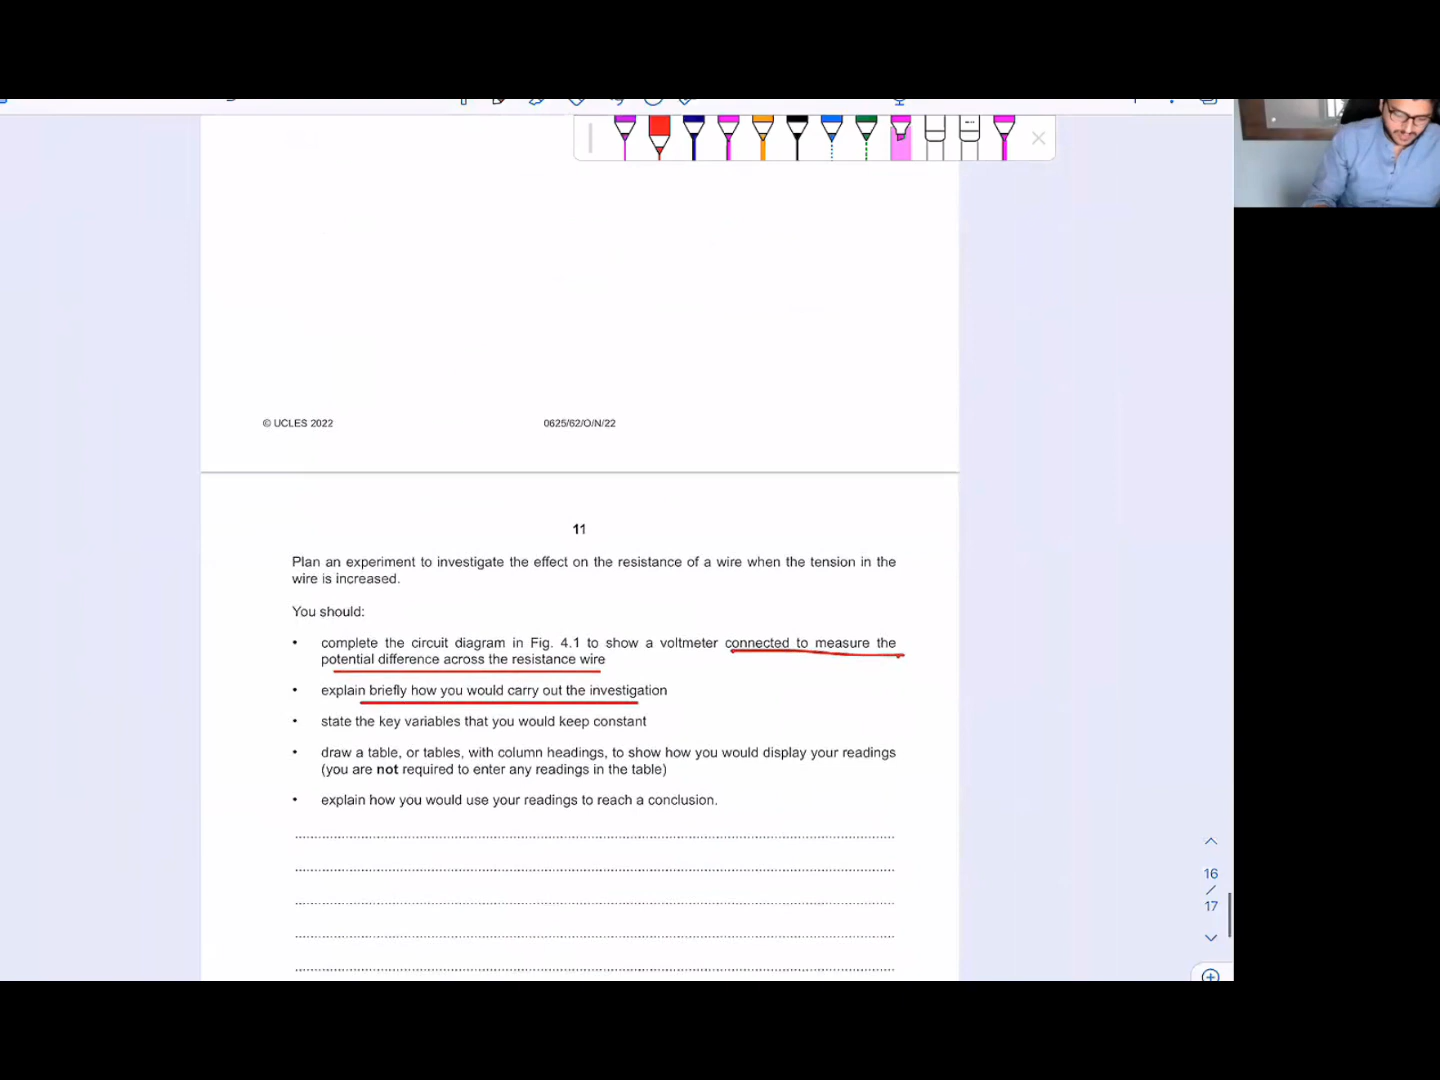 © UCLES 2022
0625/62/O/N/22
11
Plan an experiment to investigate the effect on the resistance of a wire when the tension in the
wire is increased.
You should:
• complete the circuit diagram in Fig. 4.1 to show a voltmeter connected to measure the
potential difference across the resistance wire
• explain briefly how you would carry out the investigation
• state the key variables that you would keep constant
• draw a table, or tables, with column headings, to show how you would display your readings
(you are not required to enter any readings in the table)
• explain how you would use your readings to reach a conclusion.
16
/
17